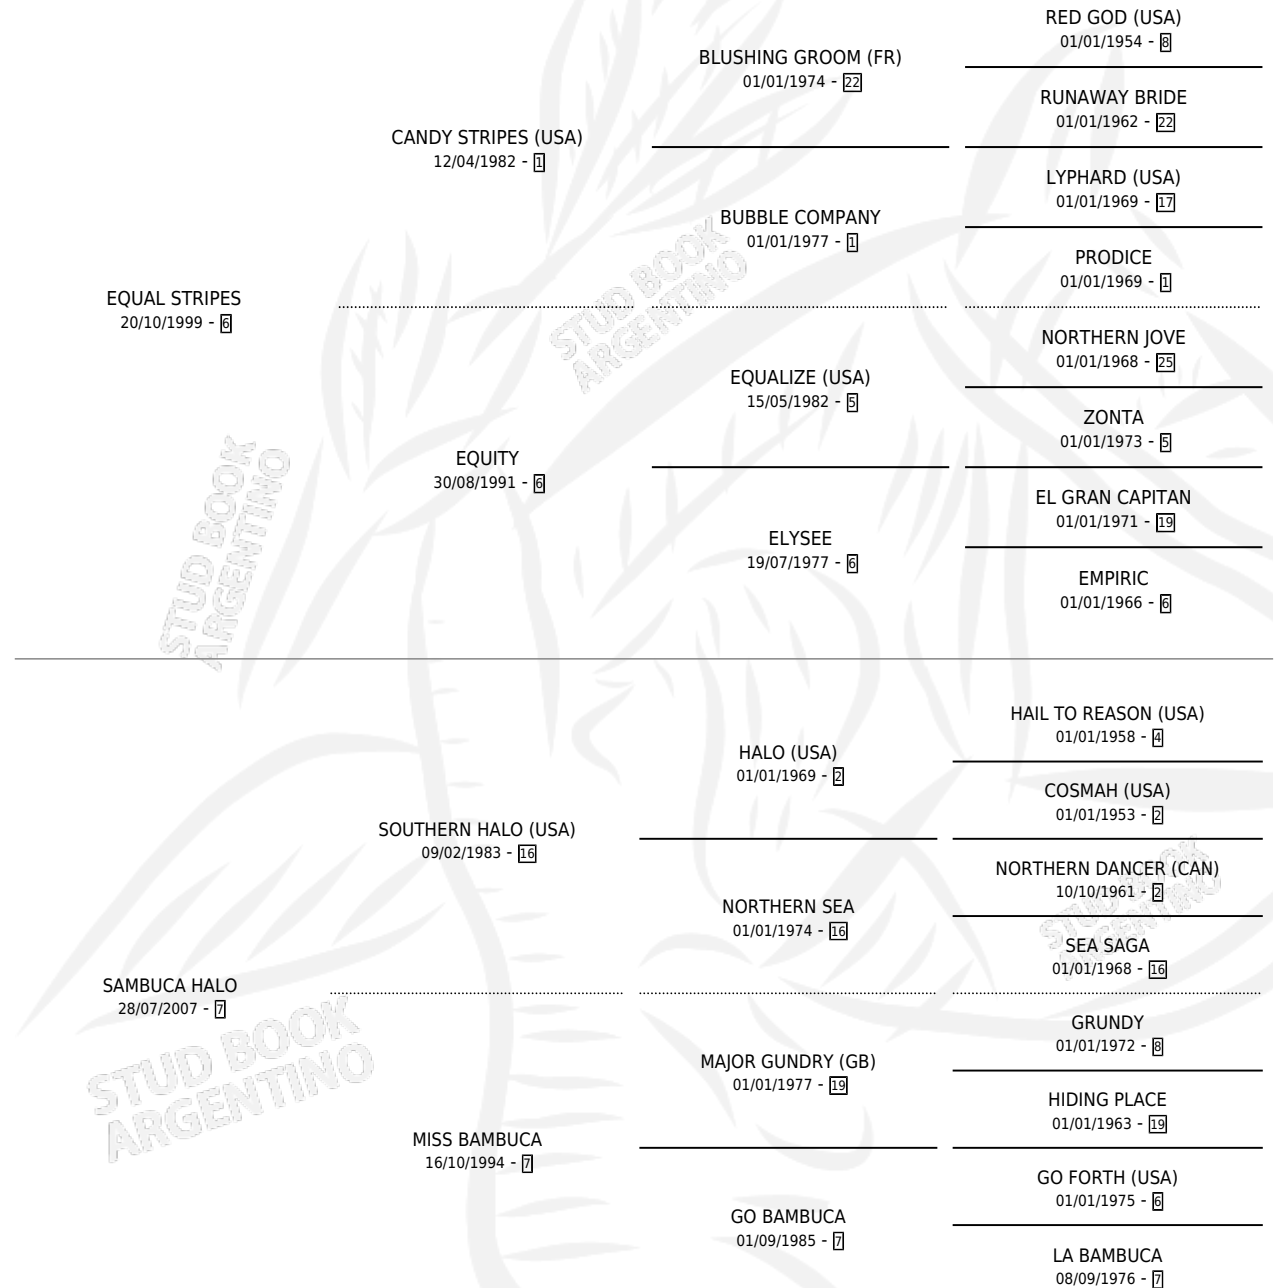 EQUAL STRIPES
20/10/1999 - 6
CANDY STRIPES (USA)
12/04/1982 - 1
EQUITY
30/08/1991 - 6
BLUSHING GROOM (FR)
01/01/1974 - 22
BUBBLE COMPANY
01/01/1977 - 1
EQUALIZE (USA)
15/05/1982 - 5
ELYSEE
19/07/1977 - 6
RED GOD (USA)
01/01/1954 - 8
RUNAWAY BRIDE
01/01/1962 - 22
LYPHARD (USA)
01/01/1969 - 17
PRODICE
01/01/1969 - 1
NORTHERN JOVE
01/01/1968 - 25
ZONTA
01/01/1973 - 5
EL GRAN CAPITAN
01/01/1971 - 19
EMPIRIC
01/01/1966 - 6
STUD BOOK
ARGENTINO
STUD BOOK
ARGENTINO
SAMBUCA HALO
28/07/2007 - 7
SOUTHERN HALO (USA)
09/02/1983 - 16
MISS BAMBUCA
16/10/1994 - 7
HALO (USA)
01/01/1969 - 2
NORTHERN SEA
01/01/1974 - 16
MAJOR GUNDRY (GB)
01/01/1977 - 19
GO BAMBUCA
01/09/1985 - 7
HAIL TO REASON (USA)
01/01/1958 - 4
COSMAH (USA)
01/01/1953 - 2
NORTHERN DANCER (CAN)
10/10/1961 - 2
SEA SAGA
01/01/1968 - 16
GRUNDY
01/01/1972 - 8
HIDING PLACE
01/01/1963 - 19
GO FORTH (USA)
01/01/1975 - 6
LA BAMBUCA
08/09/1976 - 7
STUD BOOK
ARGENTINO
STUD BOOK
ARGENTINO